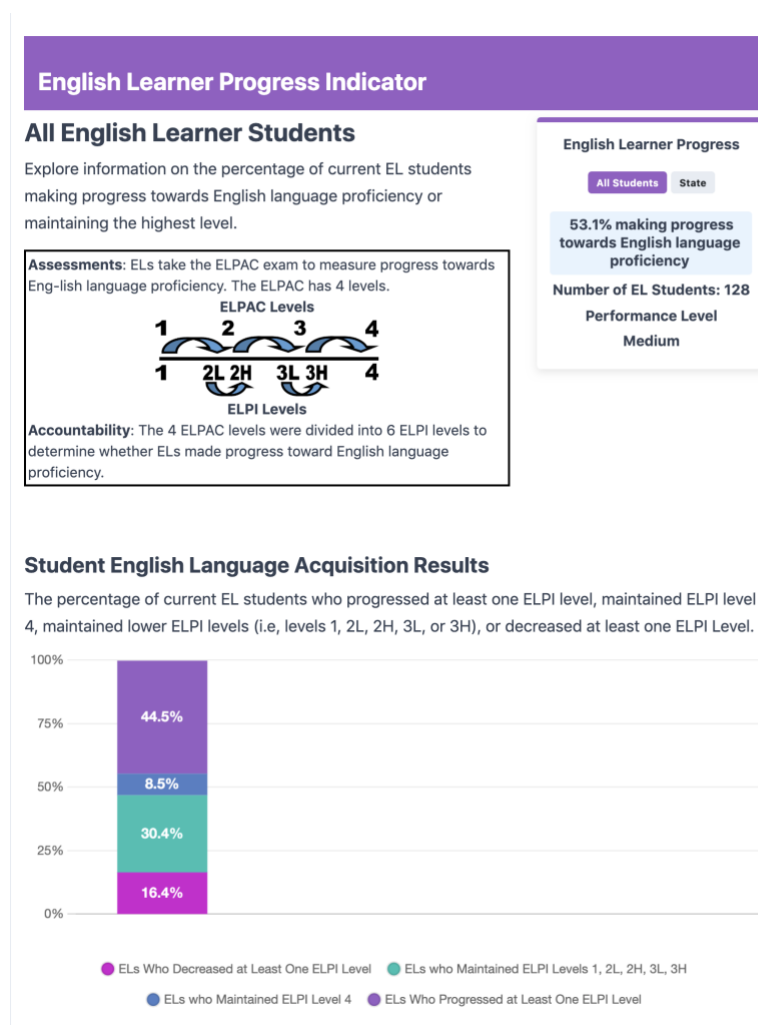 English Learner Progress Indicator
All English Learner Students
Explore information on the percentage of current EL students
making progress towards English language proficiency or
maintaining the highest level.
Assessments: ELs take the ELPAC exam to measure progress towards
Eng-lish language proficiency. The ELPAC has 4 levels.
ELPAC Levels
1 2 3 4
1 2L 2H 3L 3H 4
ELPI Levels
Accountability: The 4 ELPAC levels were divided into 6 ELPI levels to
determine whether ELs made progress toward English language
proficiency.
English Learner Progress
All Students State
53.1% making progress
towards English language
proficiency
Number of EL Students: 128
Performance Level
Medium
Student English Language Acquisition Results
The percentage of current EL students who progressed at least one ELPI level, maintained ELPI level
4, maintained lower ELPI levels (i.e, levels 1, 2L, 2H, 3L, or 3H), or decreased at least one ELPI Level.
100%
44.5%
75%
8.5%
50%
30.4%
25%
16.4%
0%
ELs Who Decreased at Least One ELPI Level ELs who Maintained ELPI Levels 1, 2L, 2H, 3L, 3H
ELs who Maintained ELPI Level 4 ELs Who Progressed at Least One ELPI Level